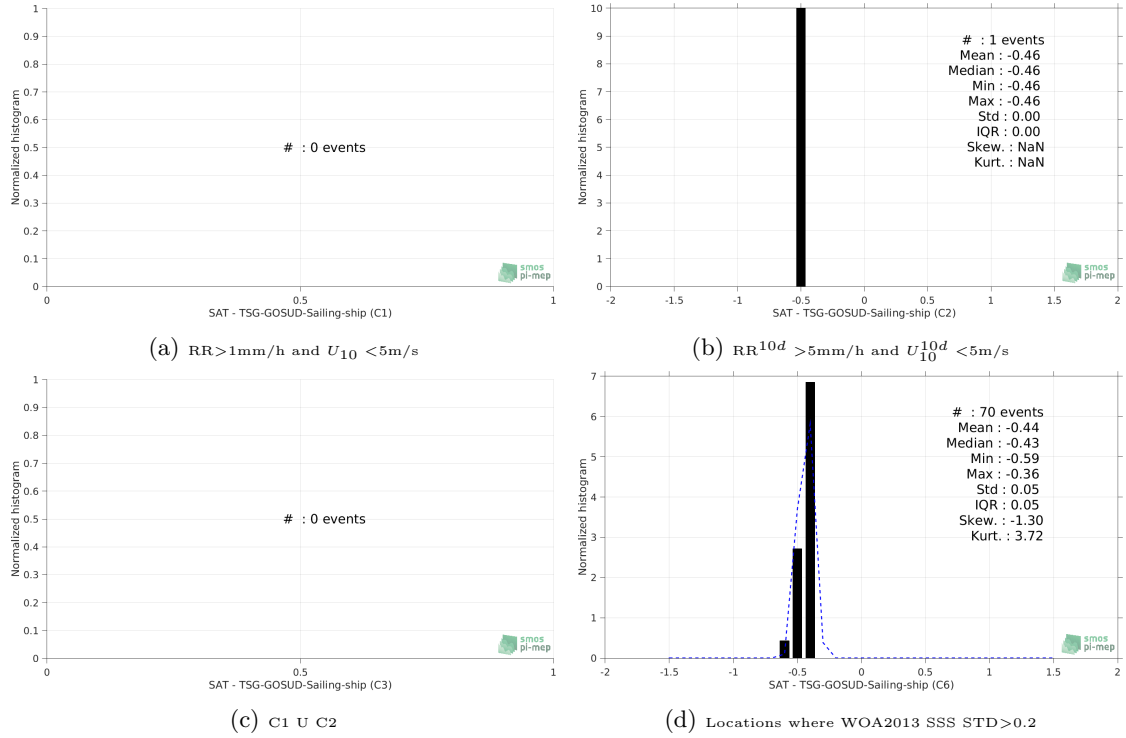 1
0.9
0.8
0.7
0.6
0.5
0.4
0.3
0.2
0.1
0
Normalized histogram
# : 0 events
smos
pi-mep
0 0.5 1
SAT - TSG-GOSUD-Sailing-ship (C1)
(a) RR>1mm/h and U10 <5m/s
10
9
8
7
6
5
4
3
2
1
0
Normalized histogram
# : 1 events
Mean : -0.46
Median : -0.46
Min : -0.46
Max : -0.46
Std : 0.00
IQR : 0.00
Skew. : NaN
Kurt. : NaN
smos
pi-mep
-2 -1.5 -1 -0.5 0 0.5 1 1.5 2
SAT - TSG-GOSUD-Sailing-ship (C2)
(b) RR10d >5mm/h and U10d10 <5m/s
1
0.9
0.8
0.7
0.6
0.5
0.4
0.3
0.2
0.1
0
Normalized histogram
# : 0 events
smos
pi-mep
0 0.5 1
SAT - TSG-GOSUD-Sailing-ship (C3)
(c) C1 U C2
7
6
5
4
3
2
1
0
Normalized histogram
# : 70 events
Mean : -0.44
Median : -0.43
Min : -0.59
Max : -0.36
Std : 0.05
IQR : 0.05
Skew. : -1.30
Kurt. : 3.72
smos
pi-mep
-2 -1.5 -1 -0.5 0 0.5 1 1.5 2
SAT - TSG-GOSUD-Sailing-ship (C6)
(d) Locations where WOA2013 SSS STD>0.2